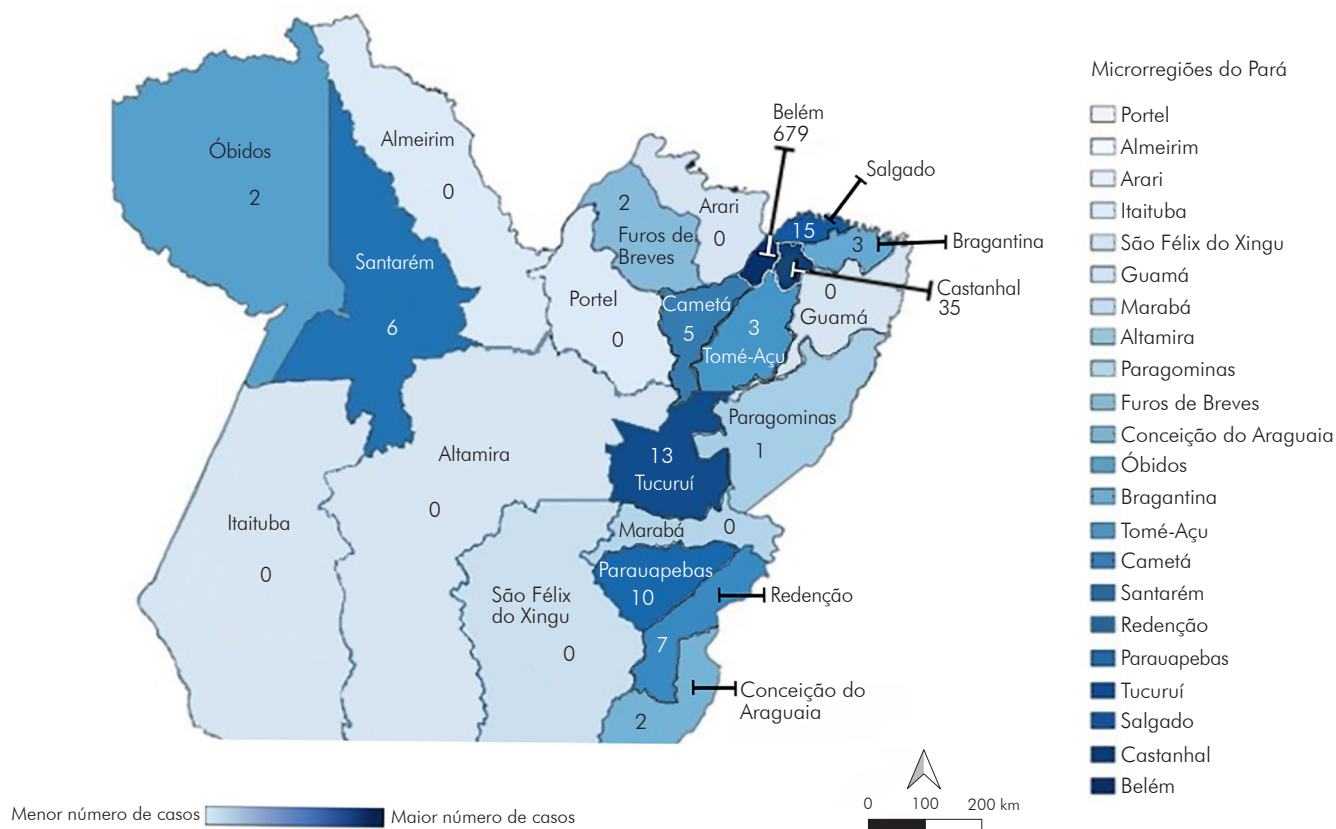 Microrregiões do Pará
Portel
Almeirim
Arari
Itaituba
São Félix do Xingu
Guamá
Marabá
Altamira
Paragominas
Furos de Breves
Conceição do Araguaia
Óbidos
Bragantina
Tomé-Açu
Cametá
Santarém
Redenção
Parauapebas
Tucuruí
Salgado
Castanhal
Belém
Óbidos
2
Almeirim
0
Santarém
6
Belém
679
Salgado
15
Bragantina
3
Castanhal
35
Arari
0
2
Furos de
Breves
Portel
0
Cametá
5
3
Tomé-Açu
0
Guamá
Paragominas
1
13
Tucuruí
Altamira
0
Itaituba
0
Marabá 0
Parauapebas
10
Redenção
7
São Félix
do Xingu
0
Conceição do
Araguaia
2
Menor número de casos
Maior número de casos
0 100 200 km